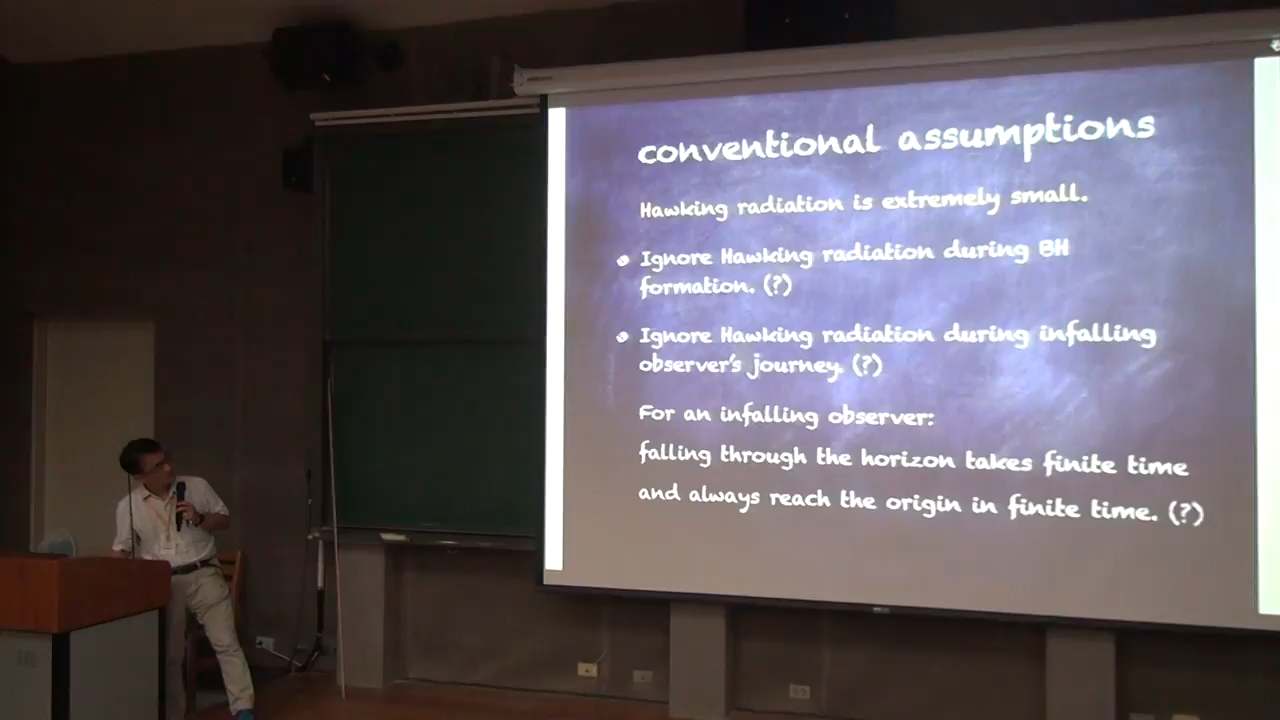 conventional assumptions
Hawking radiation is extremely small.
Ignore Hawking radiation during BH
formation. (?)
Ignore Hawking radiation during infalling
observer's journey. (?)
For an infalling observer:
falling through the horizon takes finite time
and always reach the origin in finite time. (?)